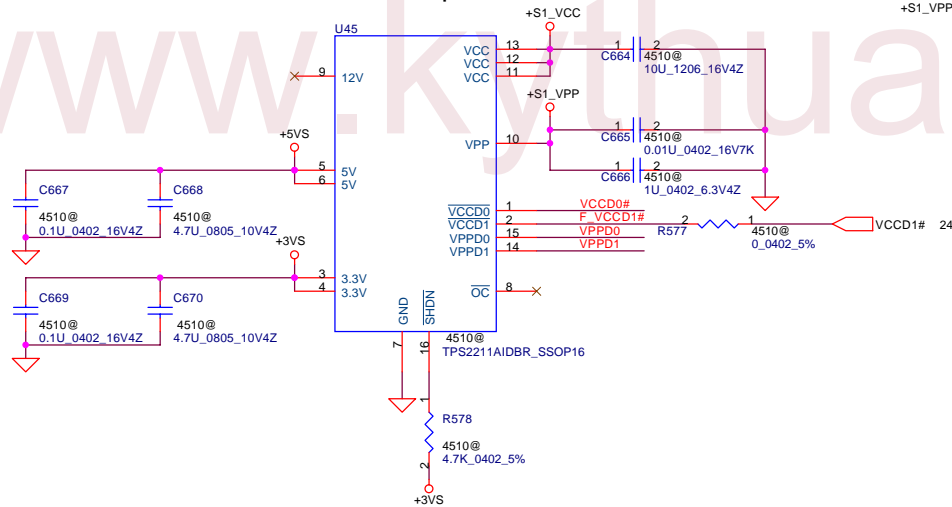 www.kythua
+S1_VPP
+S1_VCC
U45
VCC 13
VCC 12
VCC 11
9 12V
1 2
C664 4510@
10U_1206_16V4Z
+S1_VPP
VPP 10
1 2
C665 4510@
0.01U_0402_16V7K
1 2
C666 4510@
1U_0402_6.3V4Z
+5VS
5 5V
6 5V
C667
4510@
0.1U_0402_16V4Z
C668
4510@
4.7U_0805_10V4Z
VCCD0 1 VCCD0#
VCCD1 2 F_VCCD1#
VPPD0 15 VPPD0
VPPD1 14 VPPD1
2 1
R577 4510@
0_0402_5%
VCCD1# 24
+3VS
3 3.3V
4 3.3V
OC 8
C669
4510@
0.1U_0402_16V4Z
C670
4510@
4.7U_0805_10V4Z
GND
SHDN
7
16
4510@
TPS2211AIDBR_SSOP16
1
R578
4510@
4.7K_0402_5%
2
+3VS